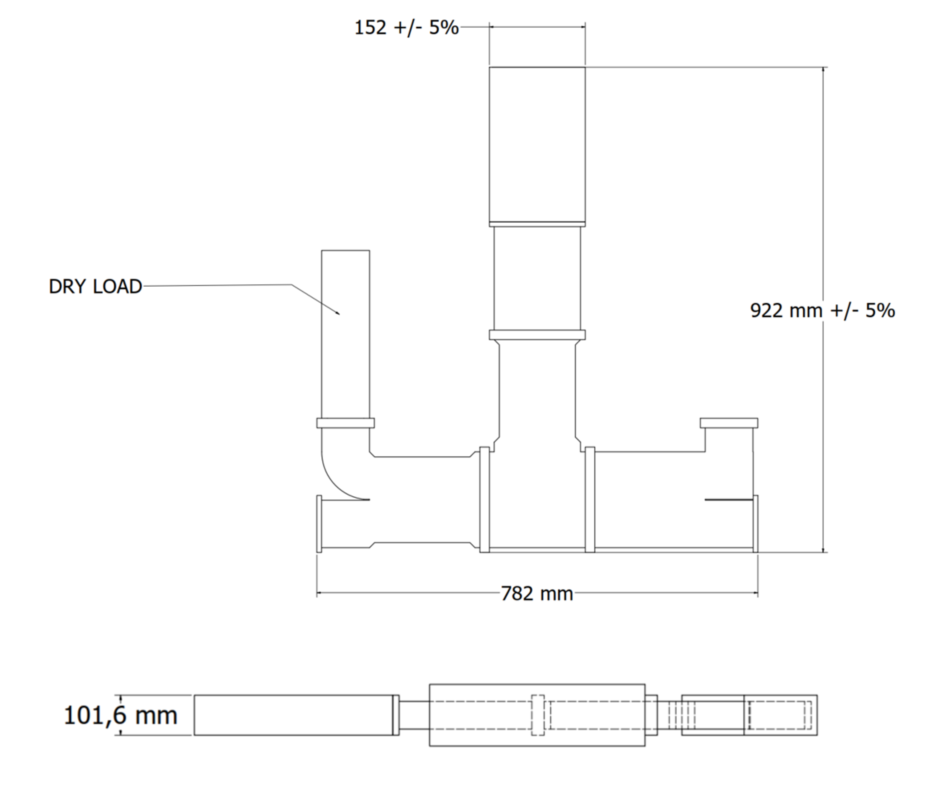 152 +/- 5%
DRY LOAD
922 mm +/- 5%
782 mm
101,6 mm